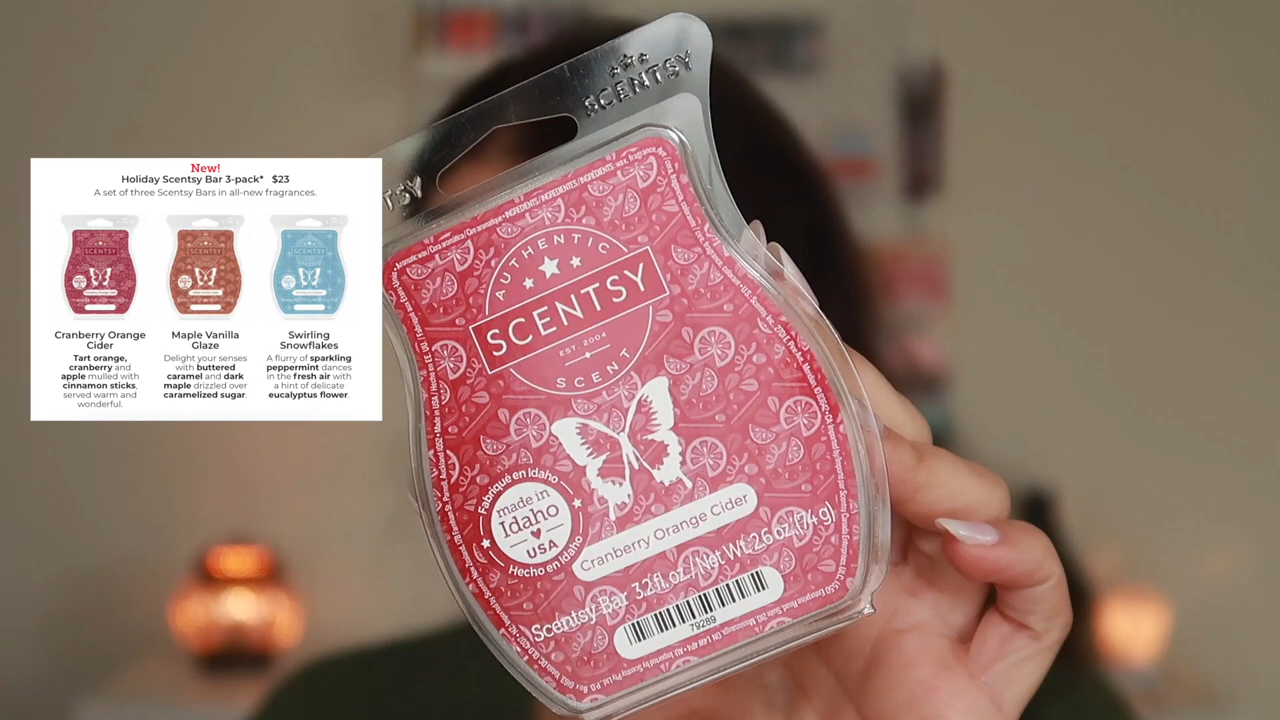 New!
Holiday Scentsy Bar 3-pack* $23
A set of three Scentsy Bars in all-new fragrances.
SCENTSY
SCENTSY
SCENTSY
Cranberry Orange
Cider
Tart orange,
cranberry and
apple mulled with
cinnamon sticks,
served warm and
wonderful.
Maple Vanilla
Glaze
Delight your senses
with buttered
caramel and dark
maple drizzled over
caramelized sugar.
Swirling
Snowflakes
A flurry of sparkling
peppermint dances
in the fresh air with
a hint of delicate
eucalyptus flower.
SCENTSY
TSY
AUTHENTIC
SCENTSY
EST. 2004
SCENT
Fabriqué en Idaho
made in
Idaho
USA
Hecho en Idaho
Cranberry Orange Cider
Scentsy Bar 3.2 fl. oz. / Net Wt. 2.6 oz. (74 g)
79289